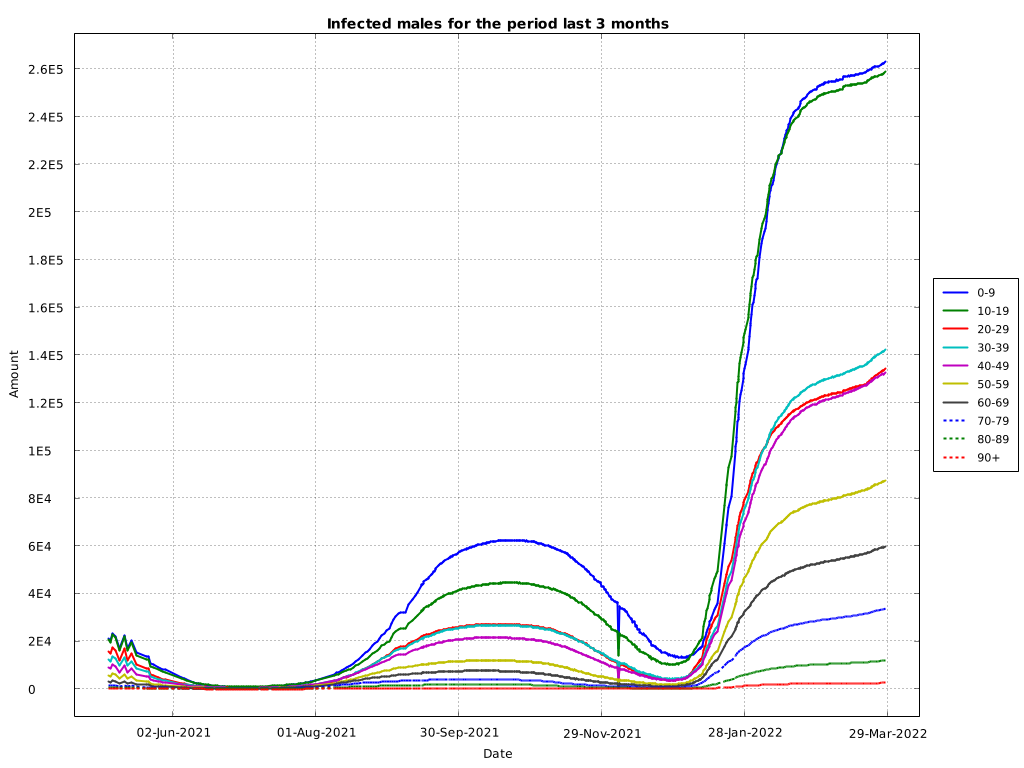 Infected males for the period last 3 months
2.6E5
2.4E5
2.2E5
2E5
1.8E5
1.6E5
1.4E5
1.2E5
1E5
8E4
6E4
4E4
2E4
0
Amount
02-Jun-2021
01-Aug-2021
30-Sep-2021
29-Nov-2021
28-Jan-2022
29-Mar-2022
Date
0-9
10-19
20-29
30-39
40-49
50-59
60-69
70-79
80-89
90+